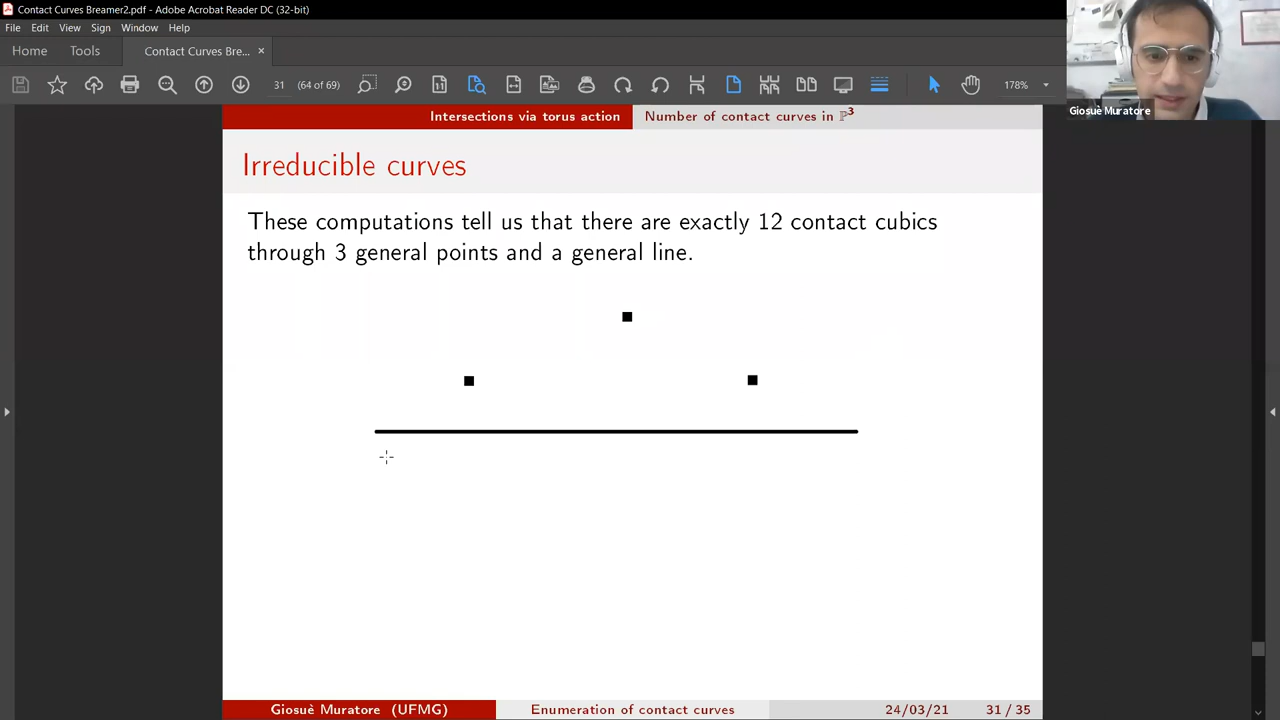 Contact Curves Breamer2.pdf - Adobe Acrobat Reader DC (32-bit)
File Edit View Sign Window Help
Home Tools Contact Curves Bre... ×
31 (64 of 69) 178%
Giosuè Muratore
Intersections via torus action Number of contact curves in ℙ³
Irreducible curves
These computations tell us that there are exactly 12 contact cubics
through 3 general points and a general line.
Giosuè Muratore (UFMG) Enumeration of contact curves 24/03/21 31 / 35